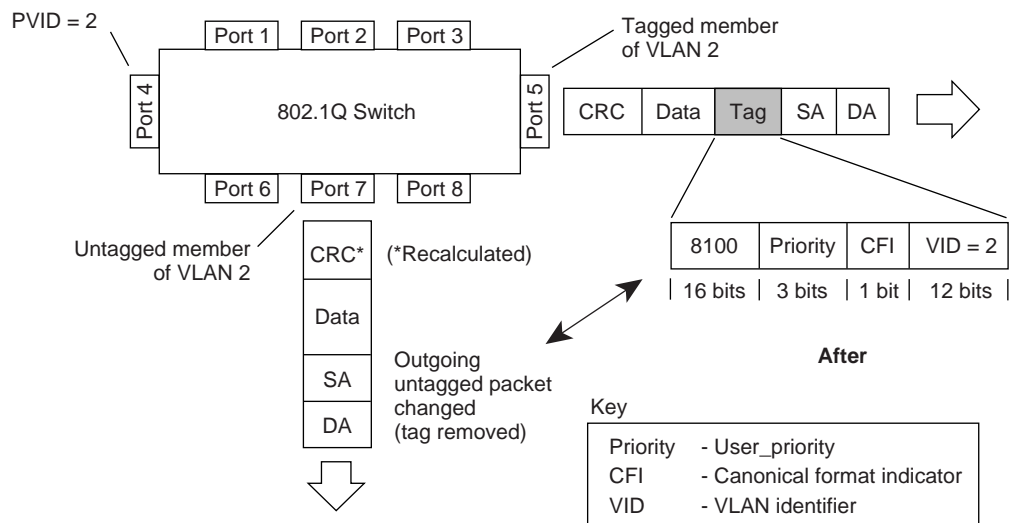 PVID = 2
Port 1
Port 2
Port 3
Tagged member
of VLAN 2
Port 4
802.1Q Switch
Port 5
CRC
Data
Tag
SA
DA
Port 6
Port 7
Port 8
Untagged member
of VLAN 2
CRC*
(*Recalculated)
8100
Priority
CFI
VID = 2
16 bits
3 bits
1 bit
12 bits
Data
After
SA
DA
Outgoing
untagged packet
changed
(tag removed)
Key
Priority - User_priority
CFI - Canonical format indicator
VID - VLAN identifier